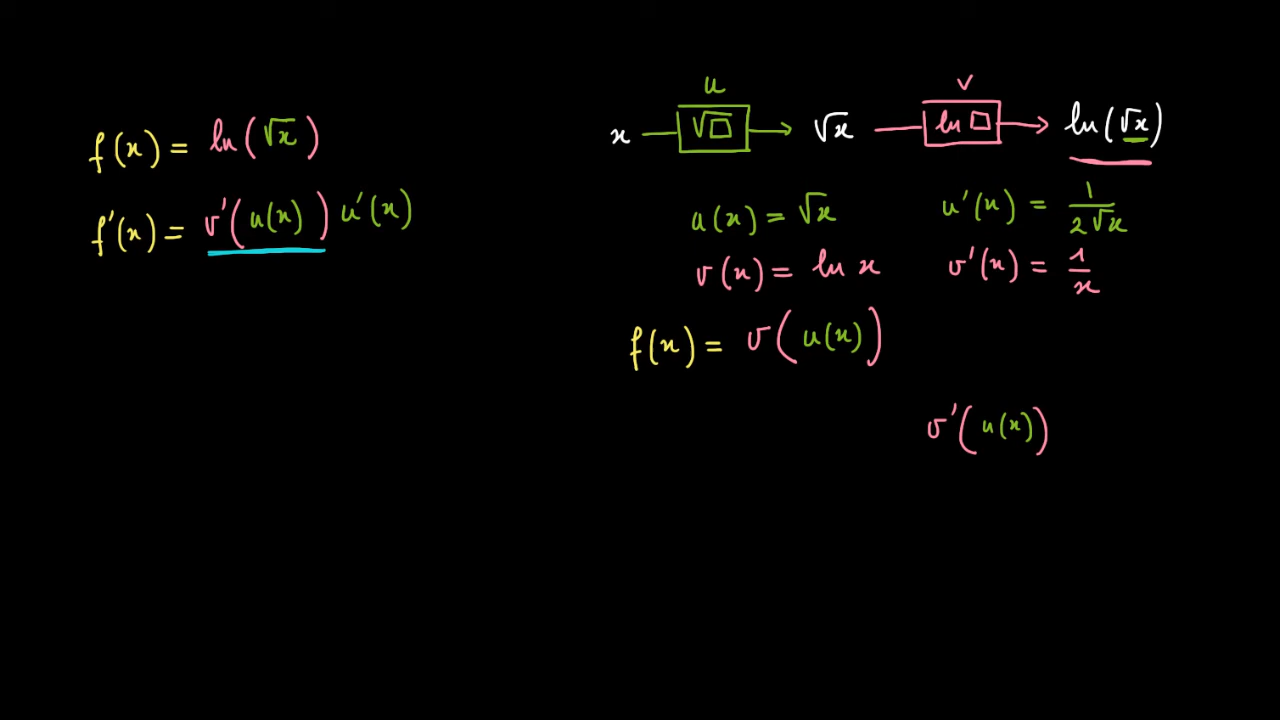 f(x) = ln(√x)
f'(x) = v'(u(x)) u'(x)
u v
x √□ √x ln □ ln(√x)
u(x) = √x u'(x) = 1/(2√x)
v(x) = ln x v'(x) = 1/x
f(x) = v(u(x))
v'(u(x))